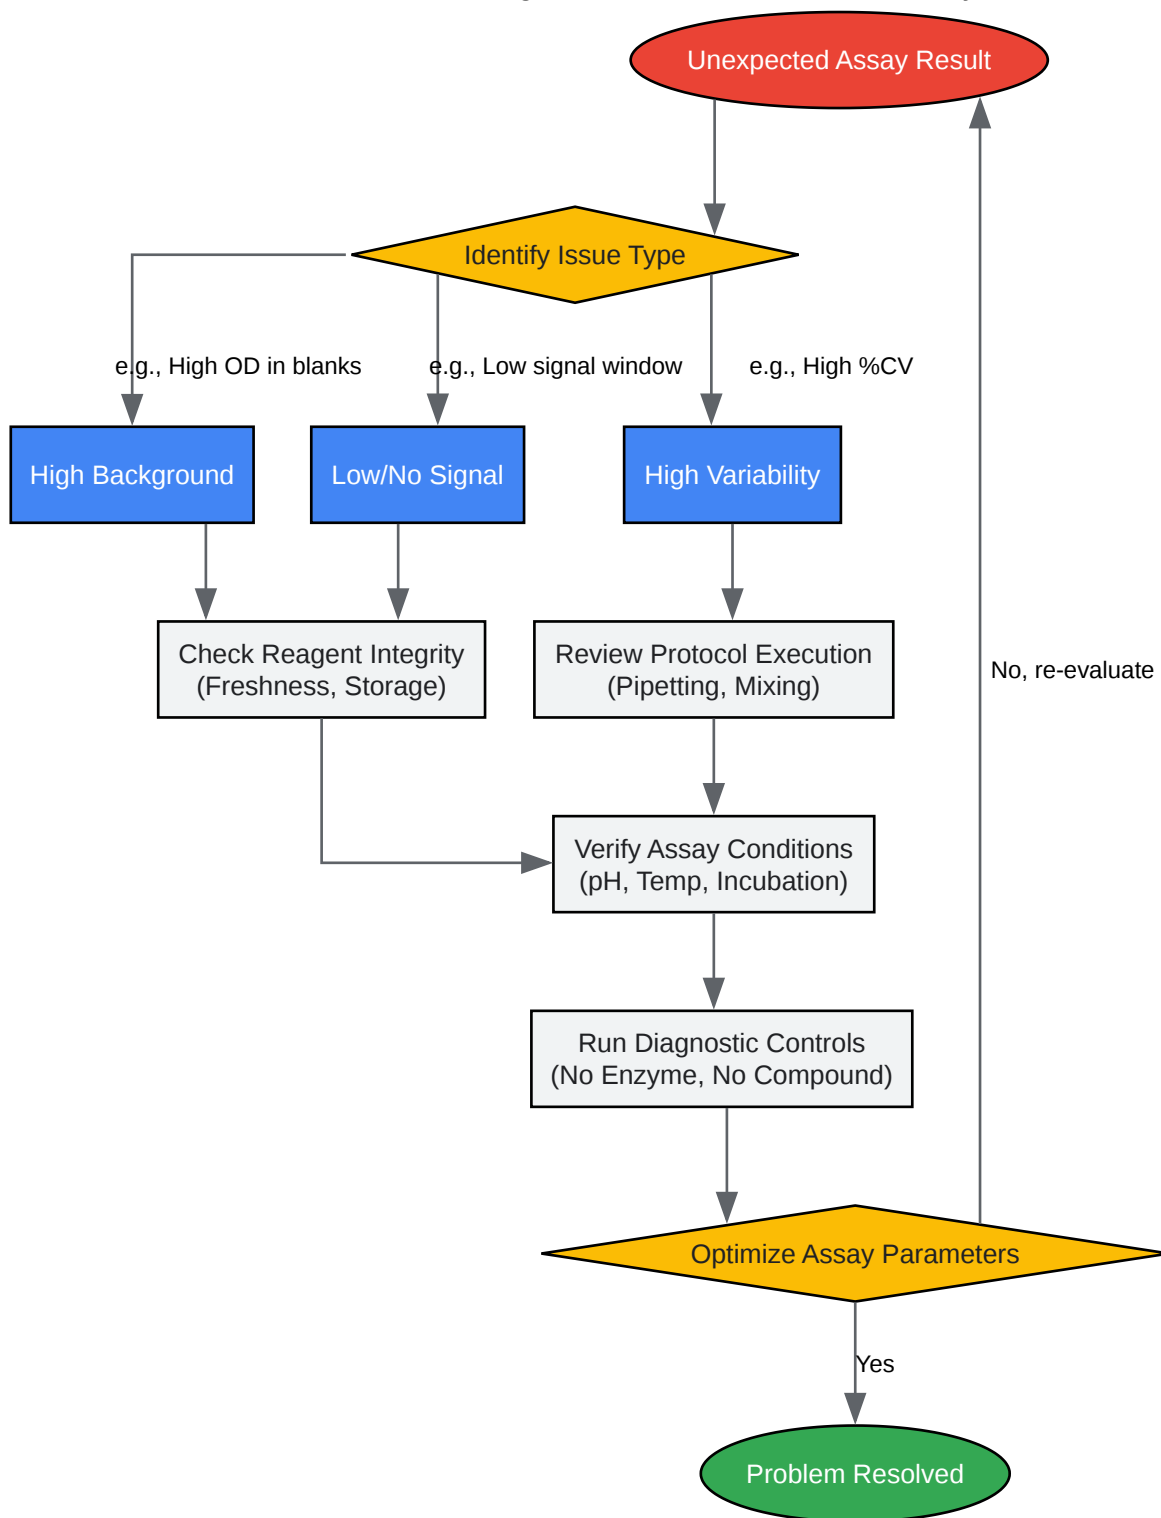 Unexpected Assay Result
Identify Issue Type
e.g., High OD in blanks
e.g., Low signal window
e.g., High %CV
High Background
Low/No Signal
High Variability
Check Reagent Integrity
(Freshness, Storage)
Review Protocol Execution
(Pipetting, Mixing)
No, re-evaluate
Verify Assay Conditions
(pH, Temp, Incubation)
Run Diagnostic Controls
(No Enzyme, No Compound)
Optimize Assay Parameters
Yes
Problem Resolved